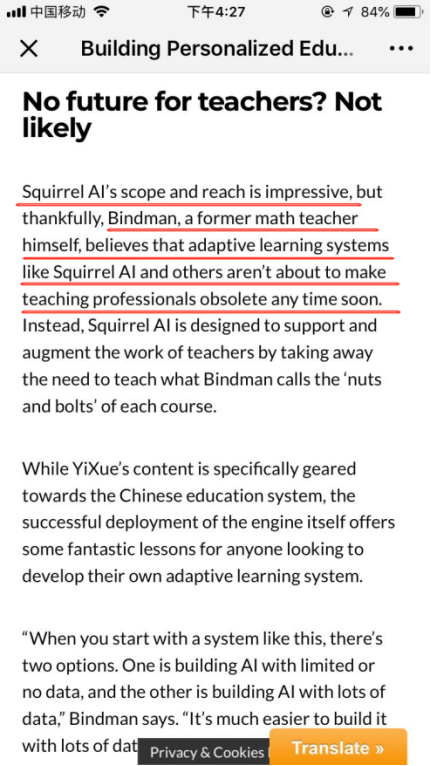 中国移动 下午4:27 84%
Building Personalized Edu...
No future for teachers? Not
likely
Squirrel AI’s scope and reach is impressive, but
thankfully, Bindman, a former math teacher
himself, believes that adaptive learning systems
like Squirrel AI and others aren’t about to make
teaching professionals obsolete any time soon.
Instead, Squirrel AI is designed to support and
augment the work of teachers by taking away
the need to teach what Bindman calls the ‘nuts
and bolts’ of each course.
While YiXue’s content is specifically geared
towards the Chinese education system, the
successful deployment of the engine itself offers
some fantastic lessons for anyone looking to
develop their own adaptive learning system.
“When you start with a system like this, there’s
two options. One is building AI with limited or
no data, and the other is building AI with lots of
data,” Bindman says. “It’s much easier to build it
with lots of dat
Privacy & Cookies
Translate »